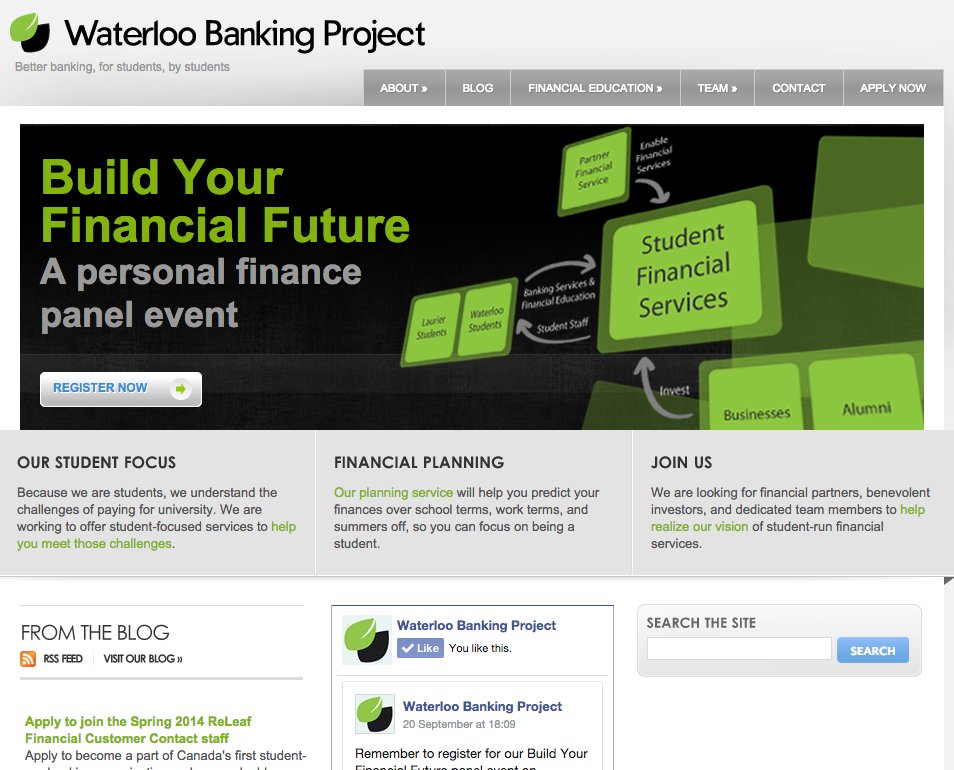 Waterloo Banking Project
Better banking, for students, by students
ABOUT »
BLOG
FINANCIAL EDUCATION »
TEAM »
CONTACT
APPLY NOW
Build Your
Financial Future
A personal finance
panel event
REGISTER NOW
Partner
Financial
Service
Enable
Financial
Services
Student
Financial
Services
Laurier
Students
Waterloo
Students
Banking Services &
Financial Education
Student Staff
Invest
Businesses
Alumni
OUR STUDENT FOCUS
Because we are students, we understand the
challenges of paying for university. We are
working to offer student-focused services to help
you meet those challenges.
FINANCIAL PLANNING
Our planning service will help you predict your
finances over school terms, work terms, and
summers off, so you can focus on being a
student.
JOIN US
We are looking for financial partners, benevolent
investors, and dedicated team members to help
realize our vision of student-run financial
services.
FROM THE BLOG
RSS FEED
VISIT OUR BLOG »
Apply to join the Spring 2014 ReLeaf
Financial Customer Contact staff
Apply to become a part of Canada's first student-
Waterloo Banking Project
Like
You like this.
Waterloo Banking Project
20 September at 18:09
Remember to register for our Build Your
Financial Future panel event on
SEARCH THE SITE
SEARCH